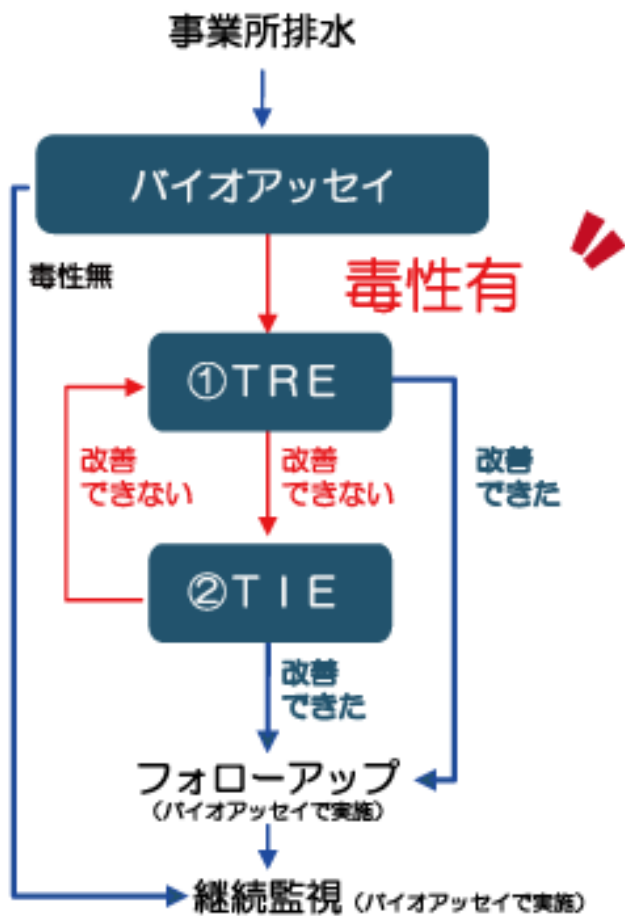 事業所排水
バイオアッセイ
毒性無
毒性有
①ＴＲＥ
改善
できない
改善
できない
改善
できた
②ＴＩＥ
改善
できた
フォローアップ
（バイオアッセイで実施）
継続監視（バイオアッセイで実施）